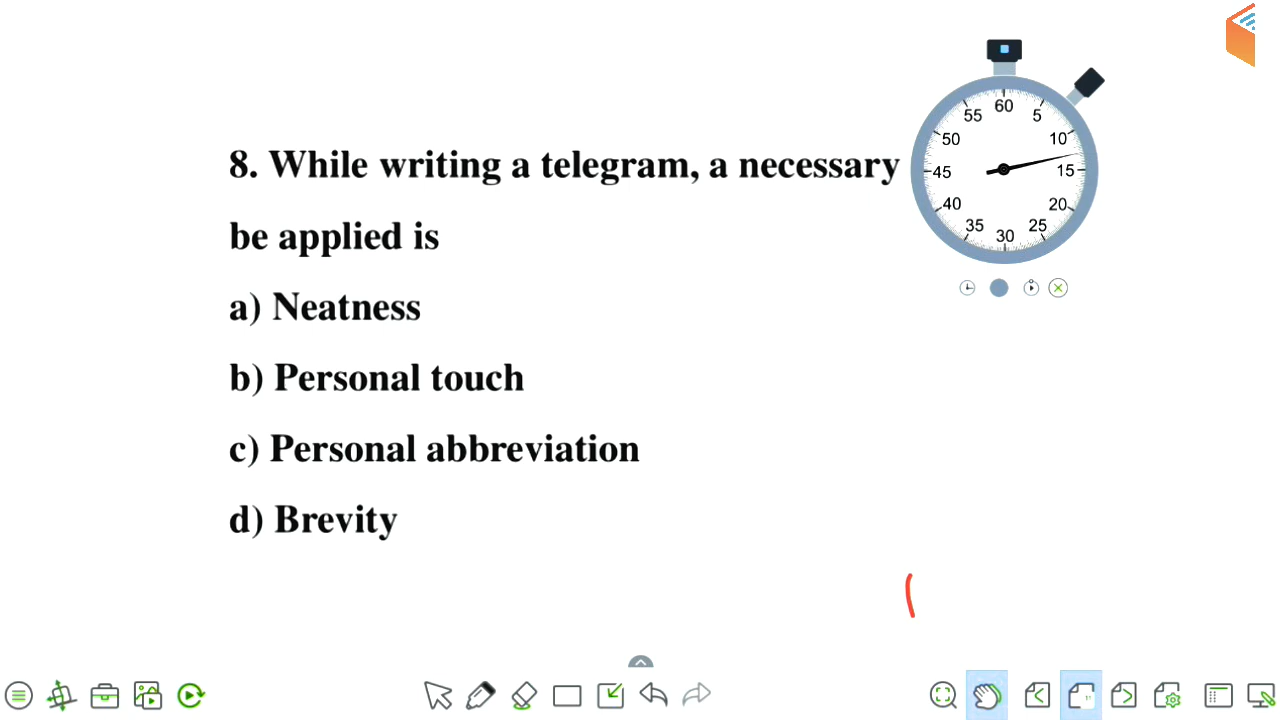 8. While writing a telegram, a necessary
be applied is
a) Neatness
b) Personal touch
c) Personal abbreviation
d) Brevity
60
55
5
50
10
45
15
40
20
35
25
30